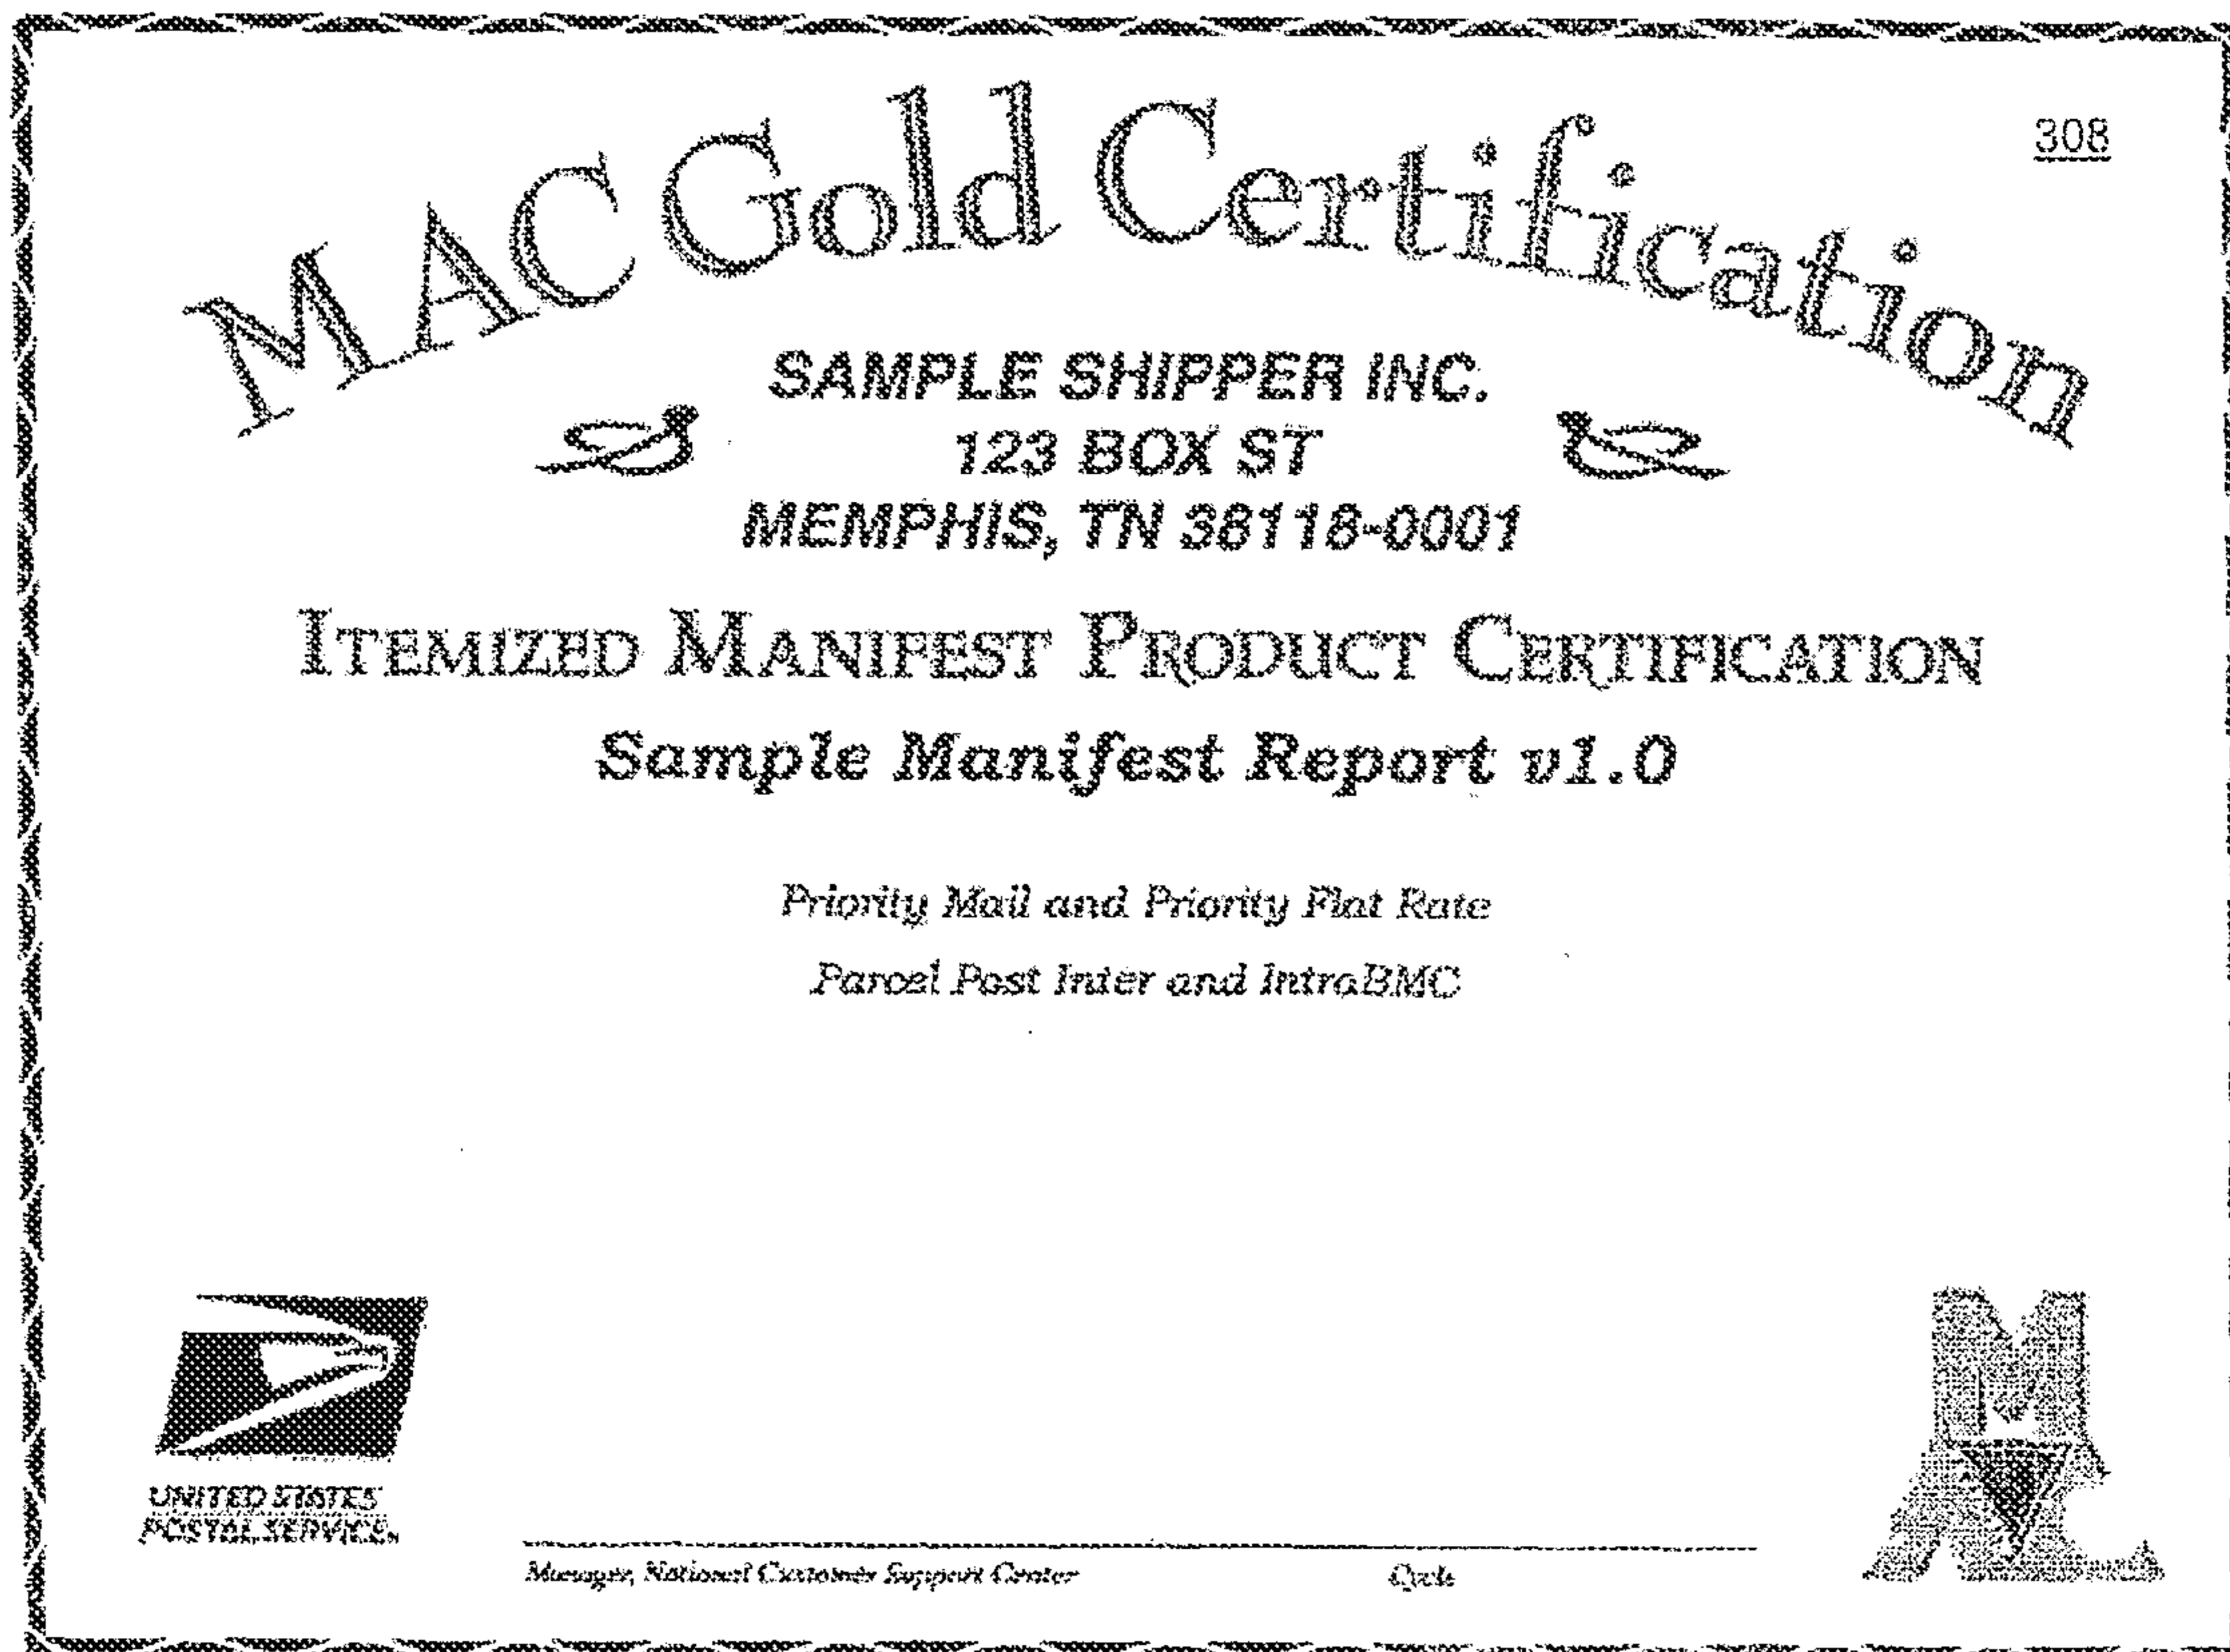 308
MAC Gold Certification
SAMPLE SHIPPER INC.
123 BOX ST
MEMPHIS, TN 38118-0001
ITEMIZED MANIFEST PRODUCT CERTIFICATION
Sample Manifest Report v1.0
Priority Mail and Priority Flat Rate
Parcel Post Inter and IntraBMC
MAC
UNITED STATES
POSTAL SERVICE
Manager, National Customer Support Center Cycle